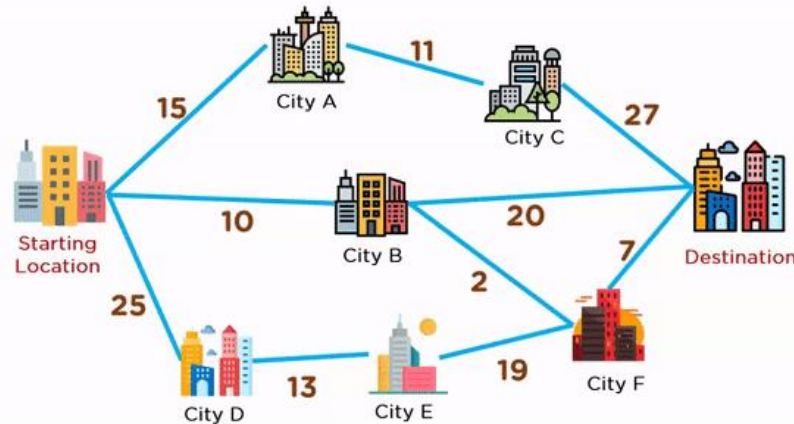 11
City A
15
27
City C
Starting
Location
10
City B
20
7
Destination
2
25
City D
13
City E
19
City F